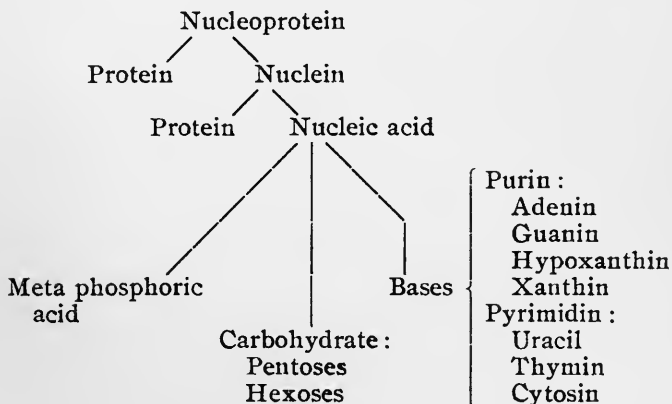 Nucleoprotein
Protein Nuclein
Protein Nucleic acid
Purin :
Adenin
Guanin
Hypoxanthin
Meta phosphoric Bases Xanthin
acid Pyrimidin :
Carbohydrate : Uracil
Pentoses Thymin
Hexoses Cytosin